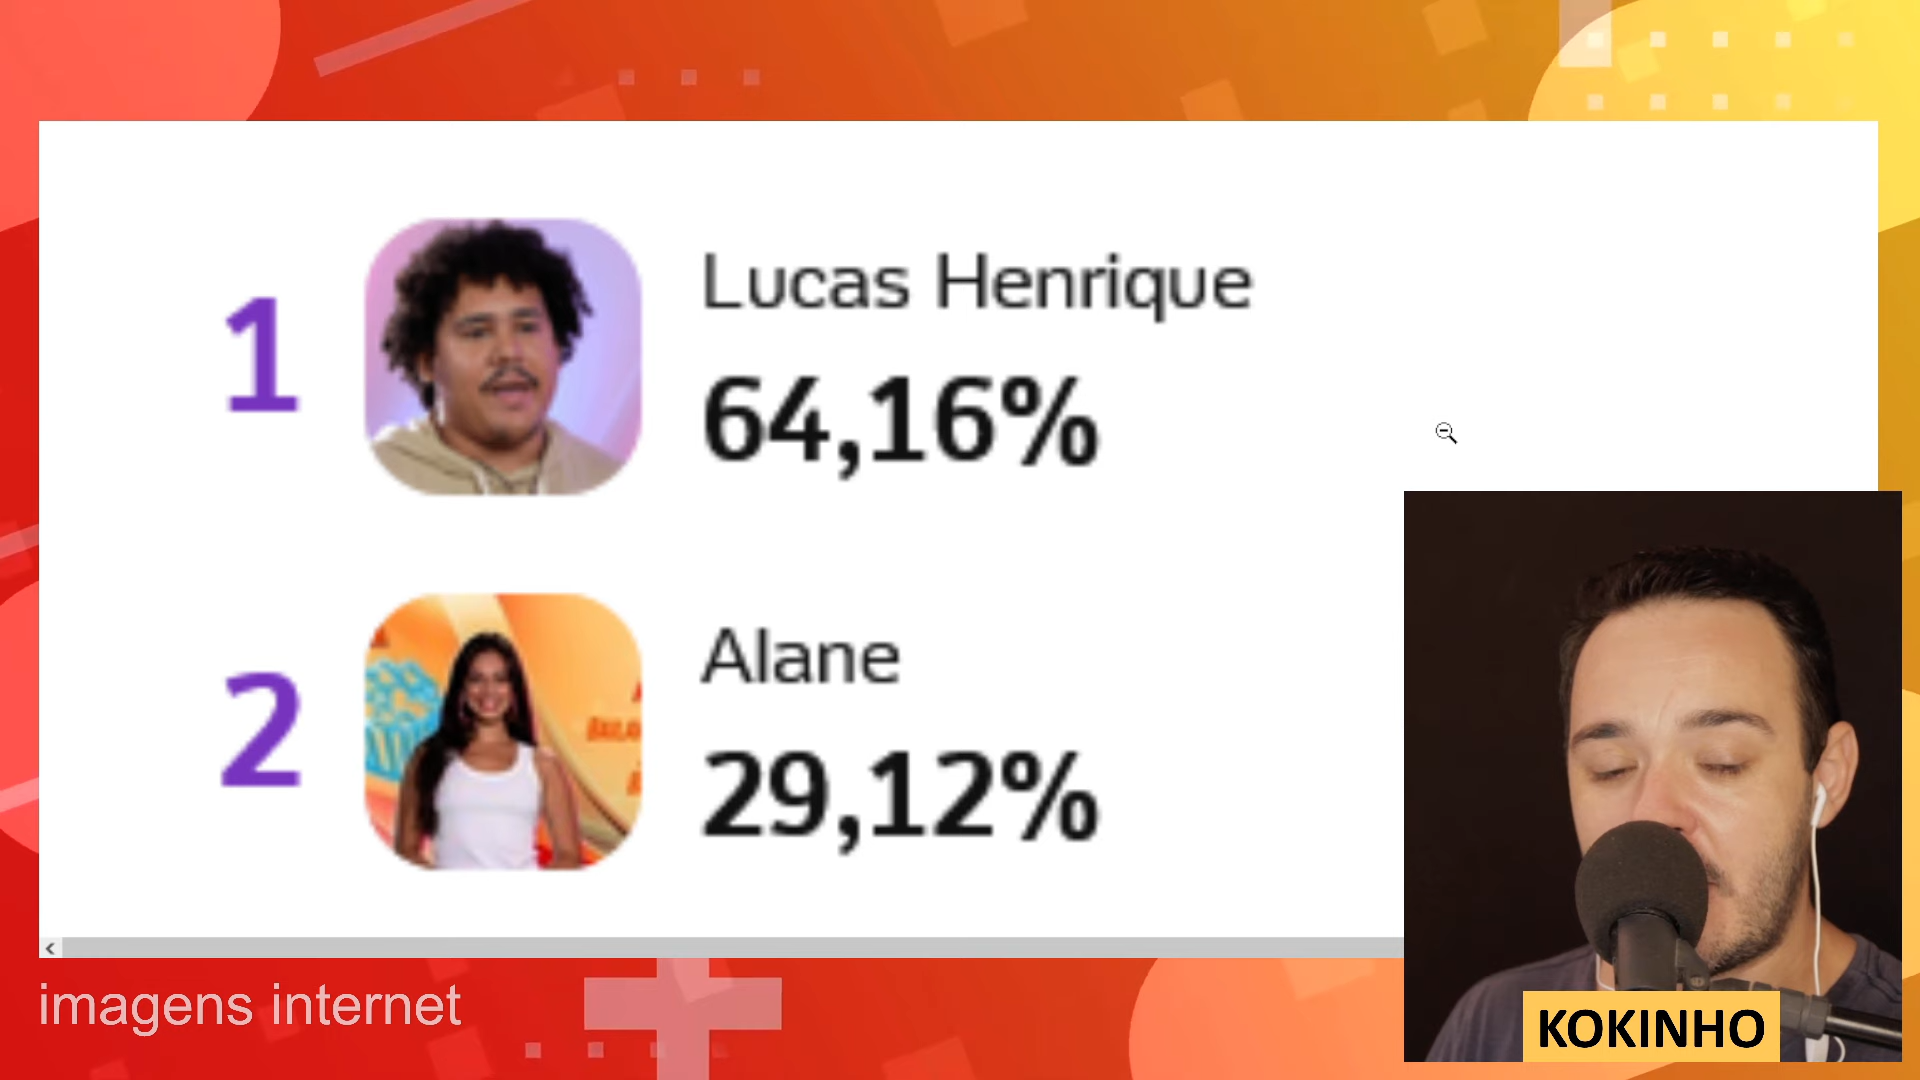 1
Lucas Henrique
64,16%
2
Alane
29,12%
imagens internet
KOKINHO